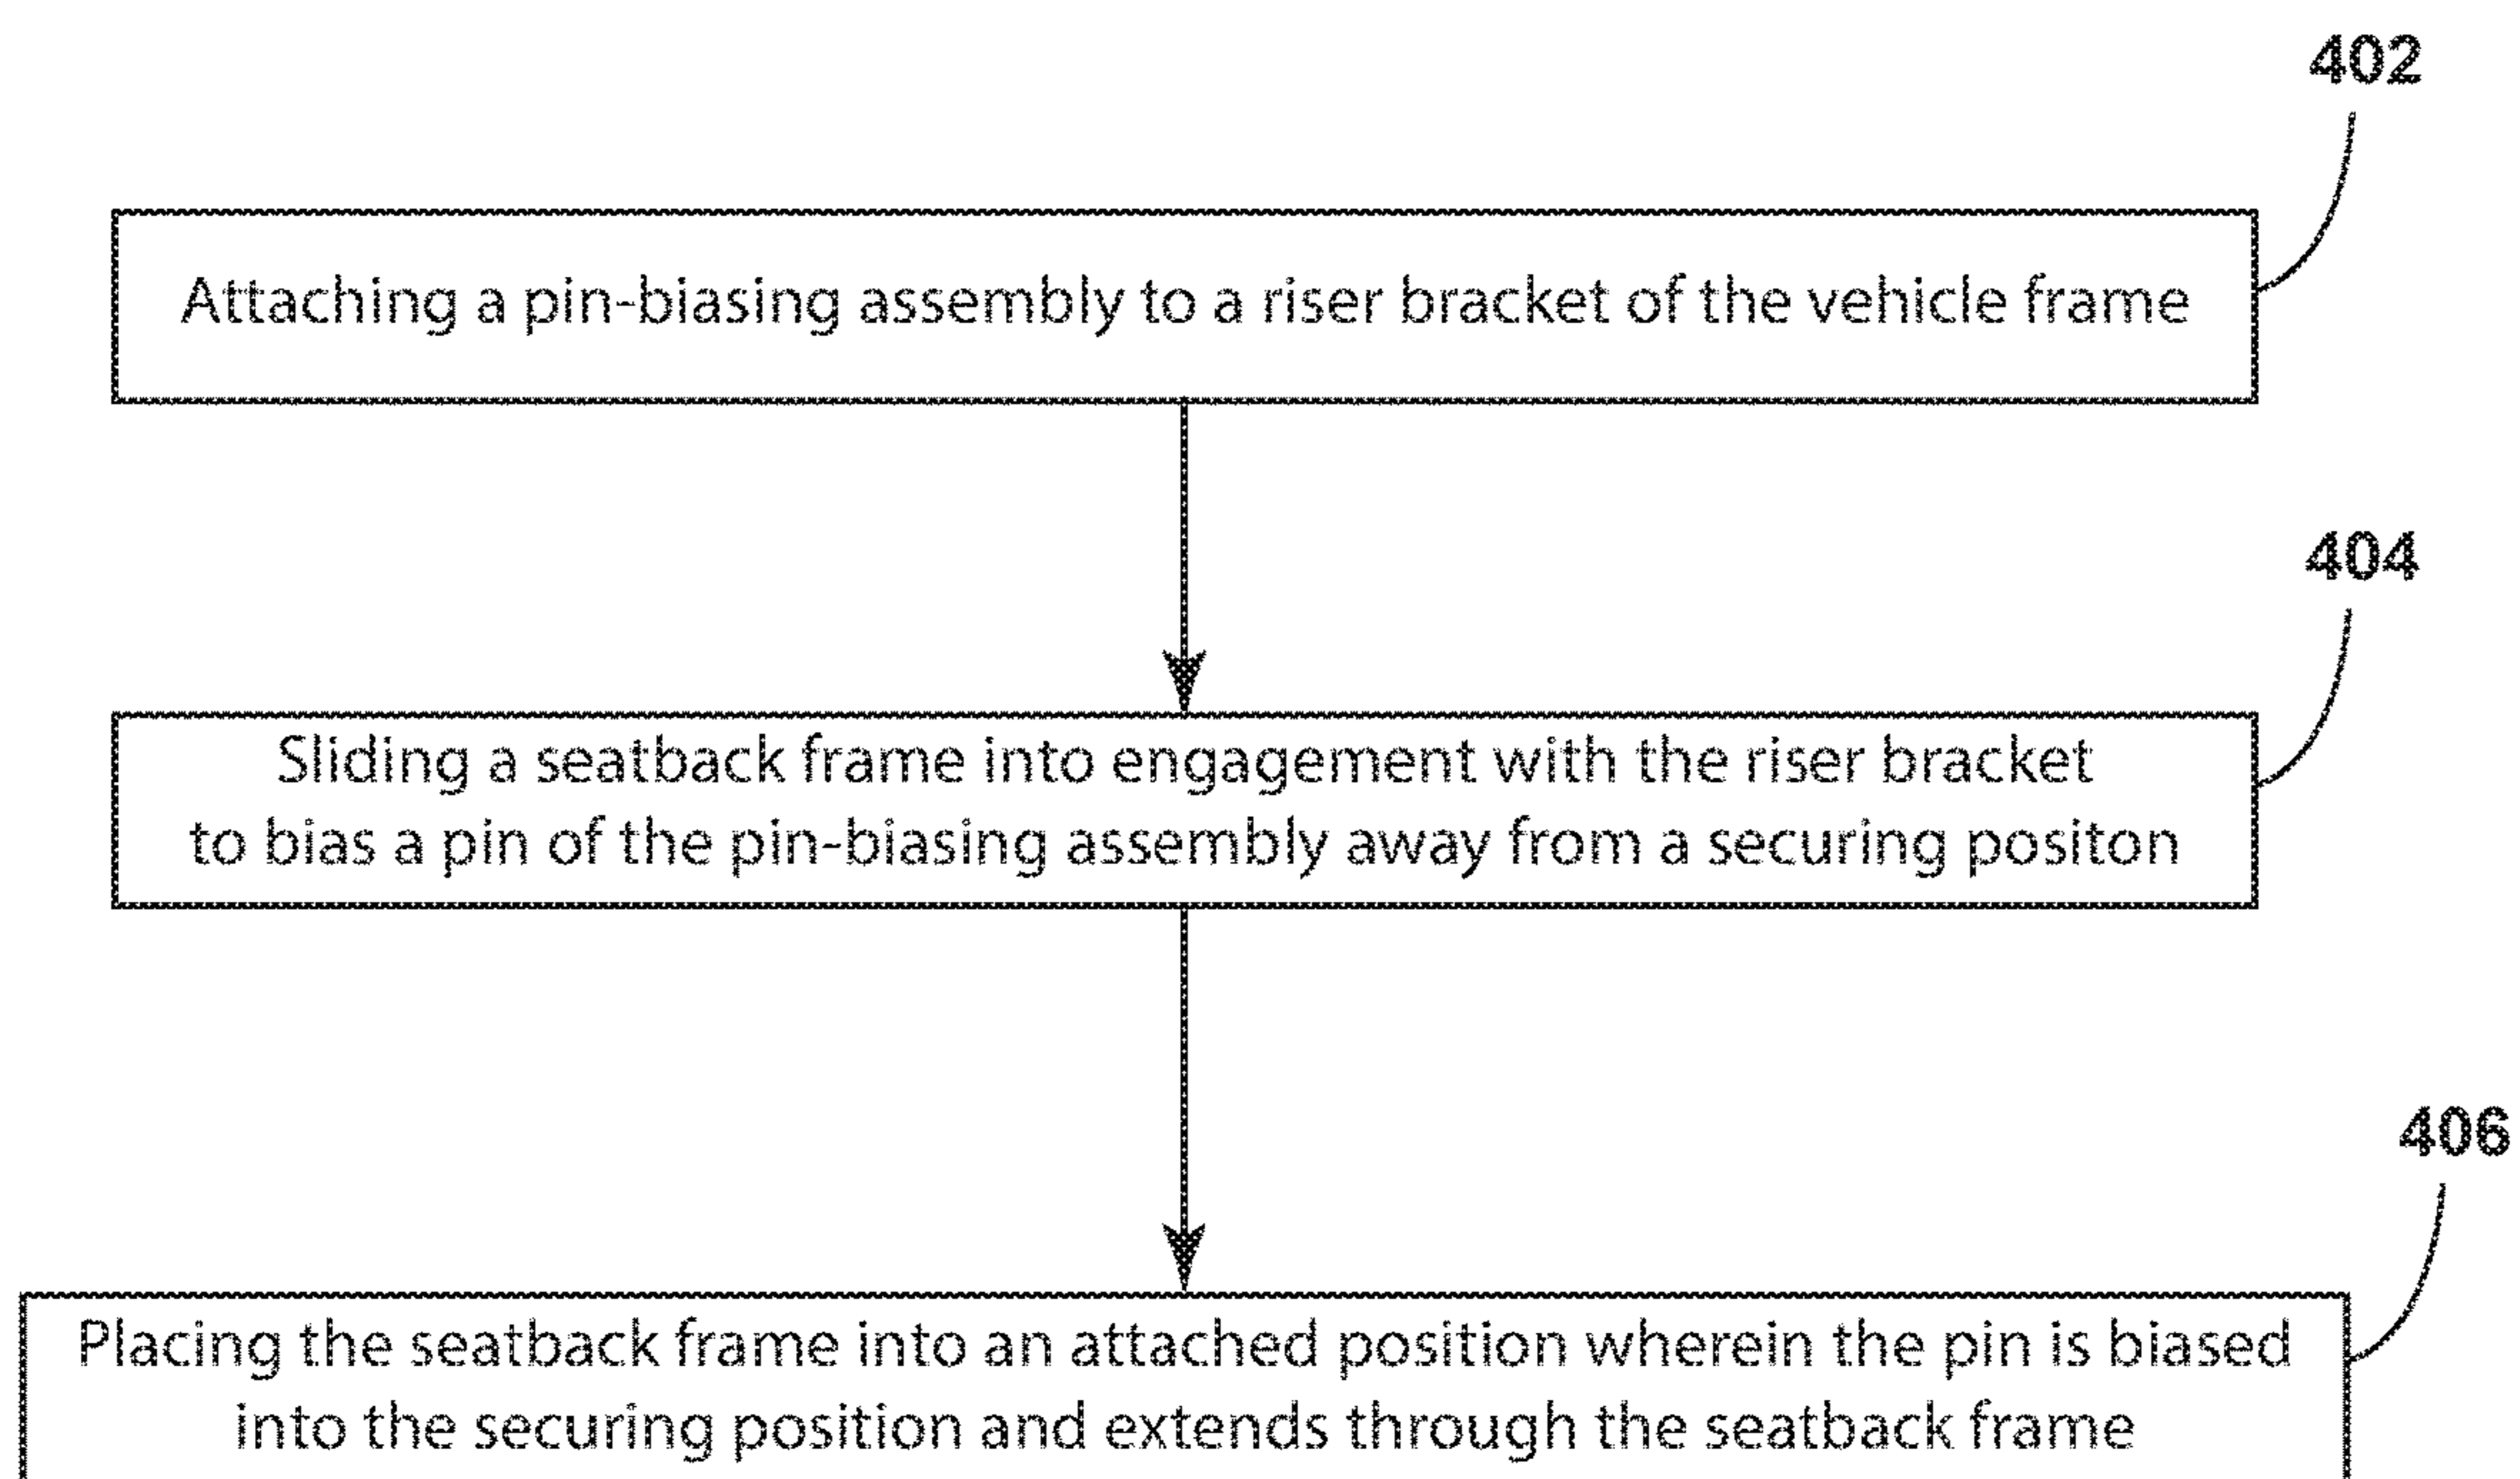 402
Attaching a pin-biasing assembly to a riser bracket of the vehicle frame
404
Sliding a seatback frame into engagement with the riser bracket
to bias a pin of the pin-biasing assembly away from a securing positon
406
Placing the seatback frame into an attached position wherein the pin is biased
into the securing position and extends through the seatback frame